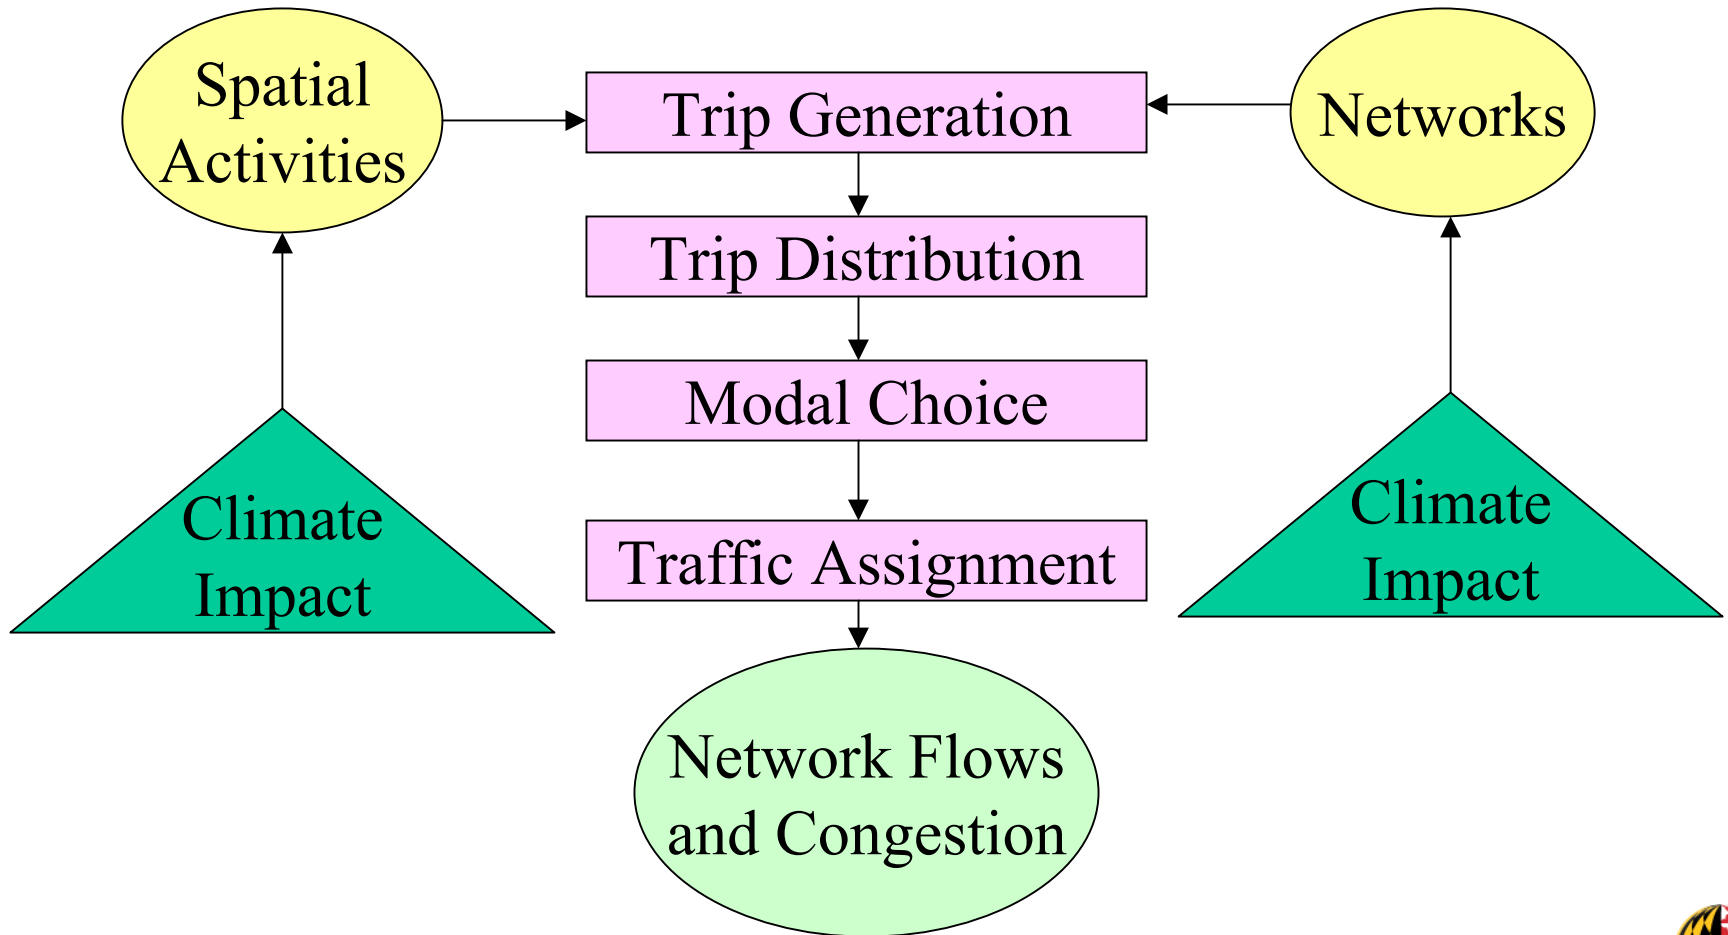 Spatial
Activities
Trip Generation
Networks
Trip Distribution
Modal Choice
Climate
Impact
Traffic Assignment
Climate
Impact
Network Flows
and Congestion